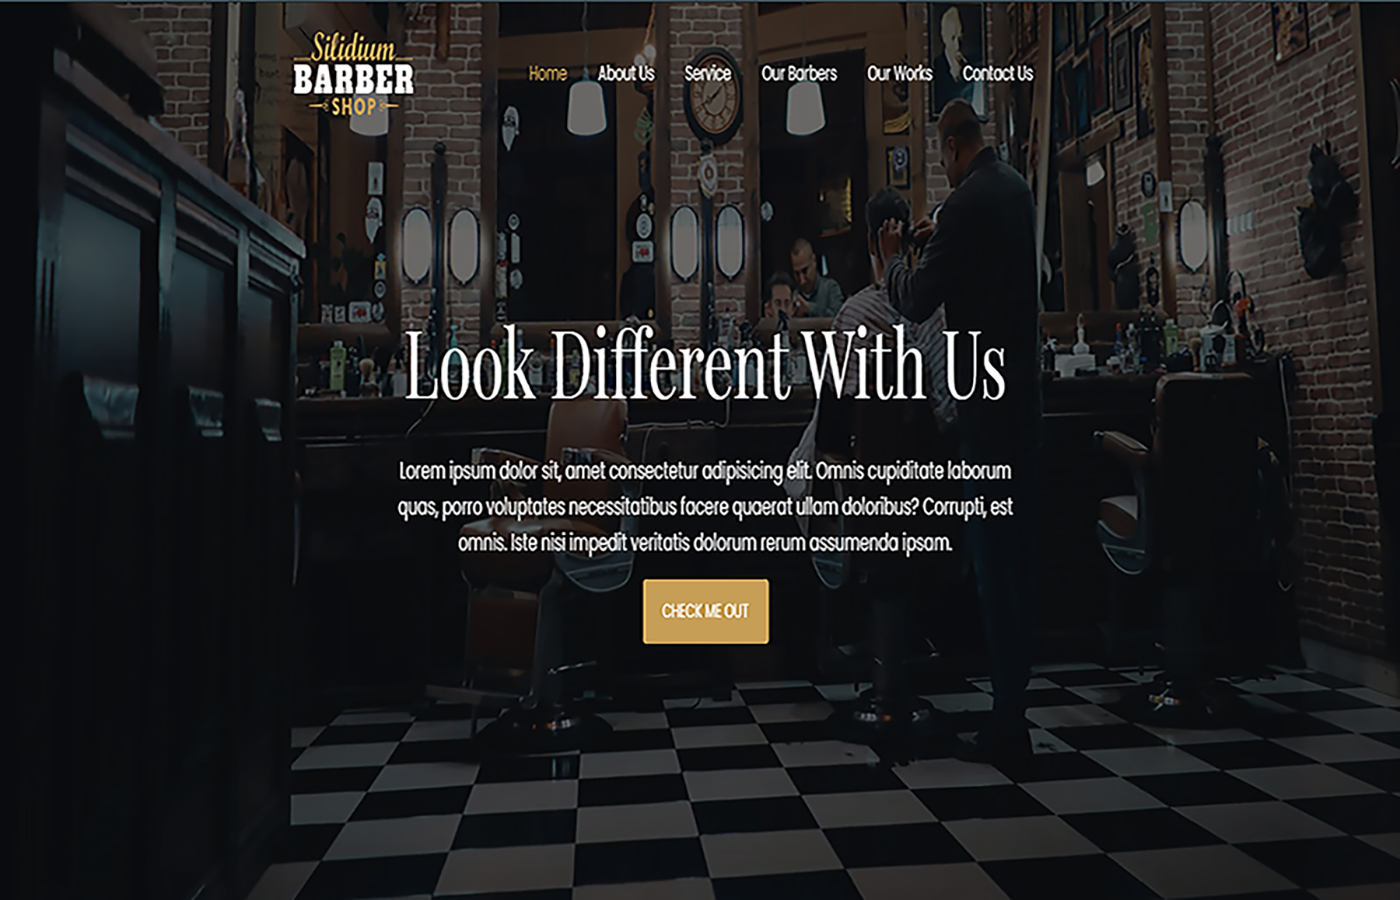 Silidium
BARBER
SHOP
Home About Us Service Our Barbers Our Works Contact Us
Look Different With Us
Lorem ipsum dolor sit, amet consectetur adipisicing elit. Omnis cupiditate laborum
quas, porro voluptates necessitatibus facere quaerat ullam doloribus? Corrupti, est
omnis. Iste nisi impedit veritatis dolorum rerum assumenda ipsam.
CHECK ME OUT